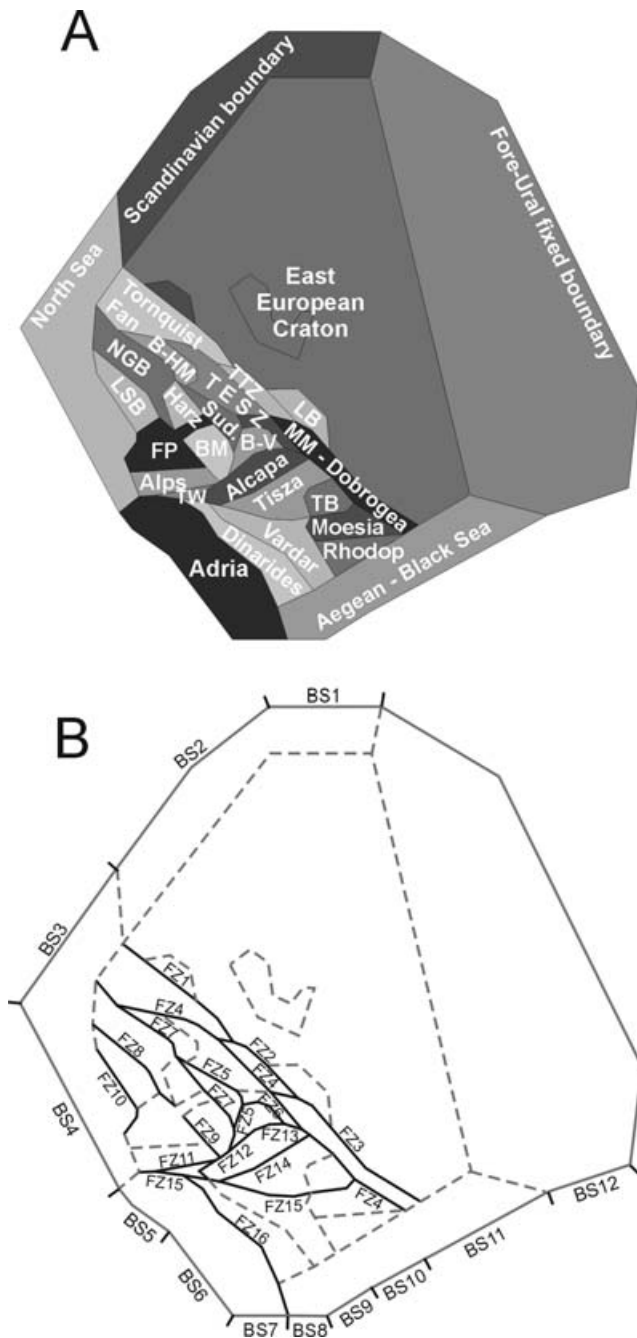 A
Scandinavian boundary
Fore-Ural fixed boundary
North Sea
East
European
Craton
Tornquist
Fan
TTZ
B-HM
T E S Z
NGB
LSB
Harz
Sud.
LB
FP
BM
B-V
MM - Dobrogea
Alps
TW
Alcapa
Tisza
TB
Moesia
Rhodop
Vardar
Dinarides
Adria
Aegean - Black Sea
B
BS1
BS2
BS3
BS4
BS5
BS6
BS7
BS8
BS9
BS10
BS11
BS12
FZ1
FZ4
FZ7
FZ2
FZ8
FZ5
FZ4
FZ10
FZ7
FZ5
FZ6
FZ3
FZ9
FZ13
FZ11
FZ12
FZ14
FZ15
FZ15
FZ4
FZ16